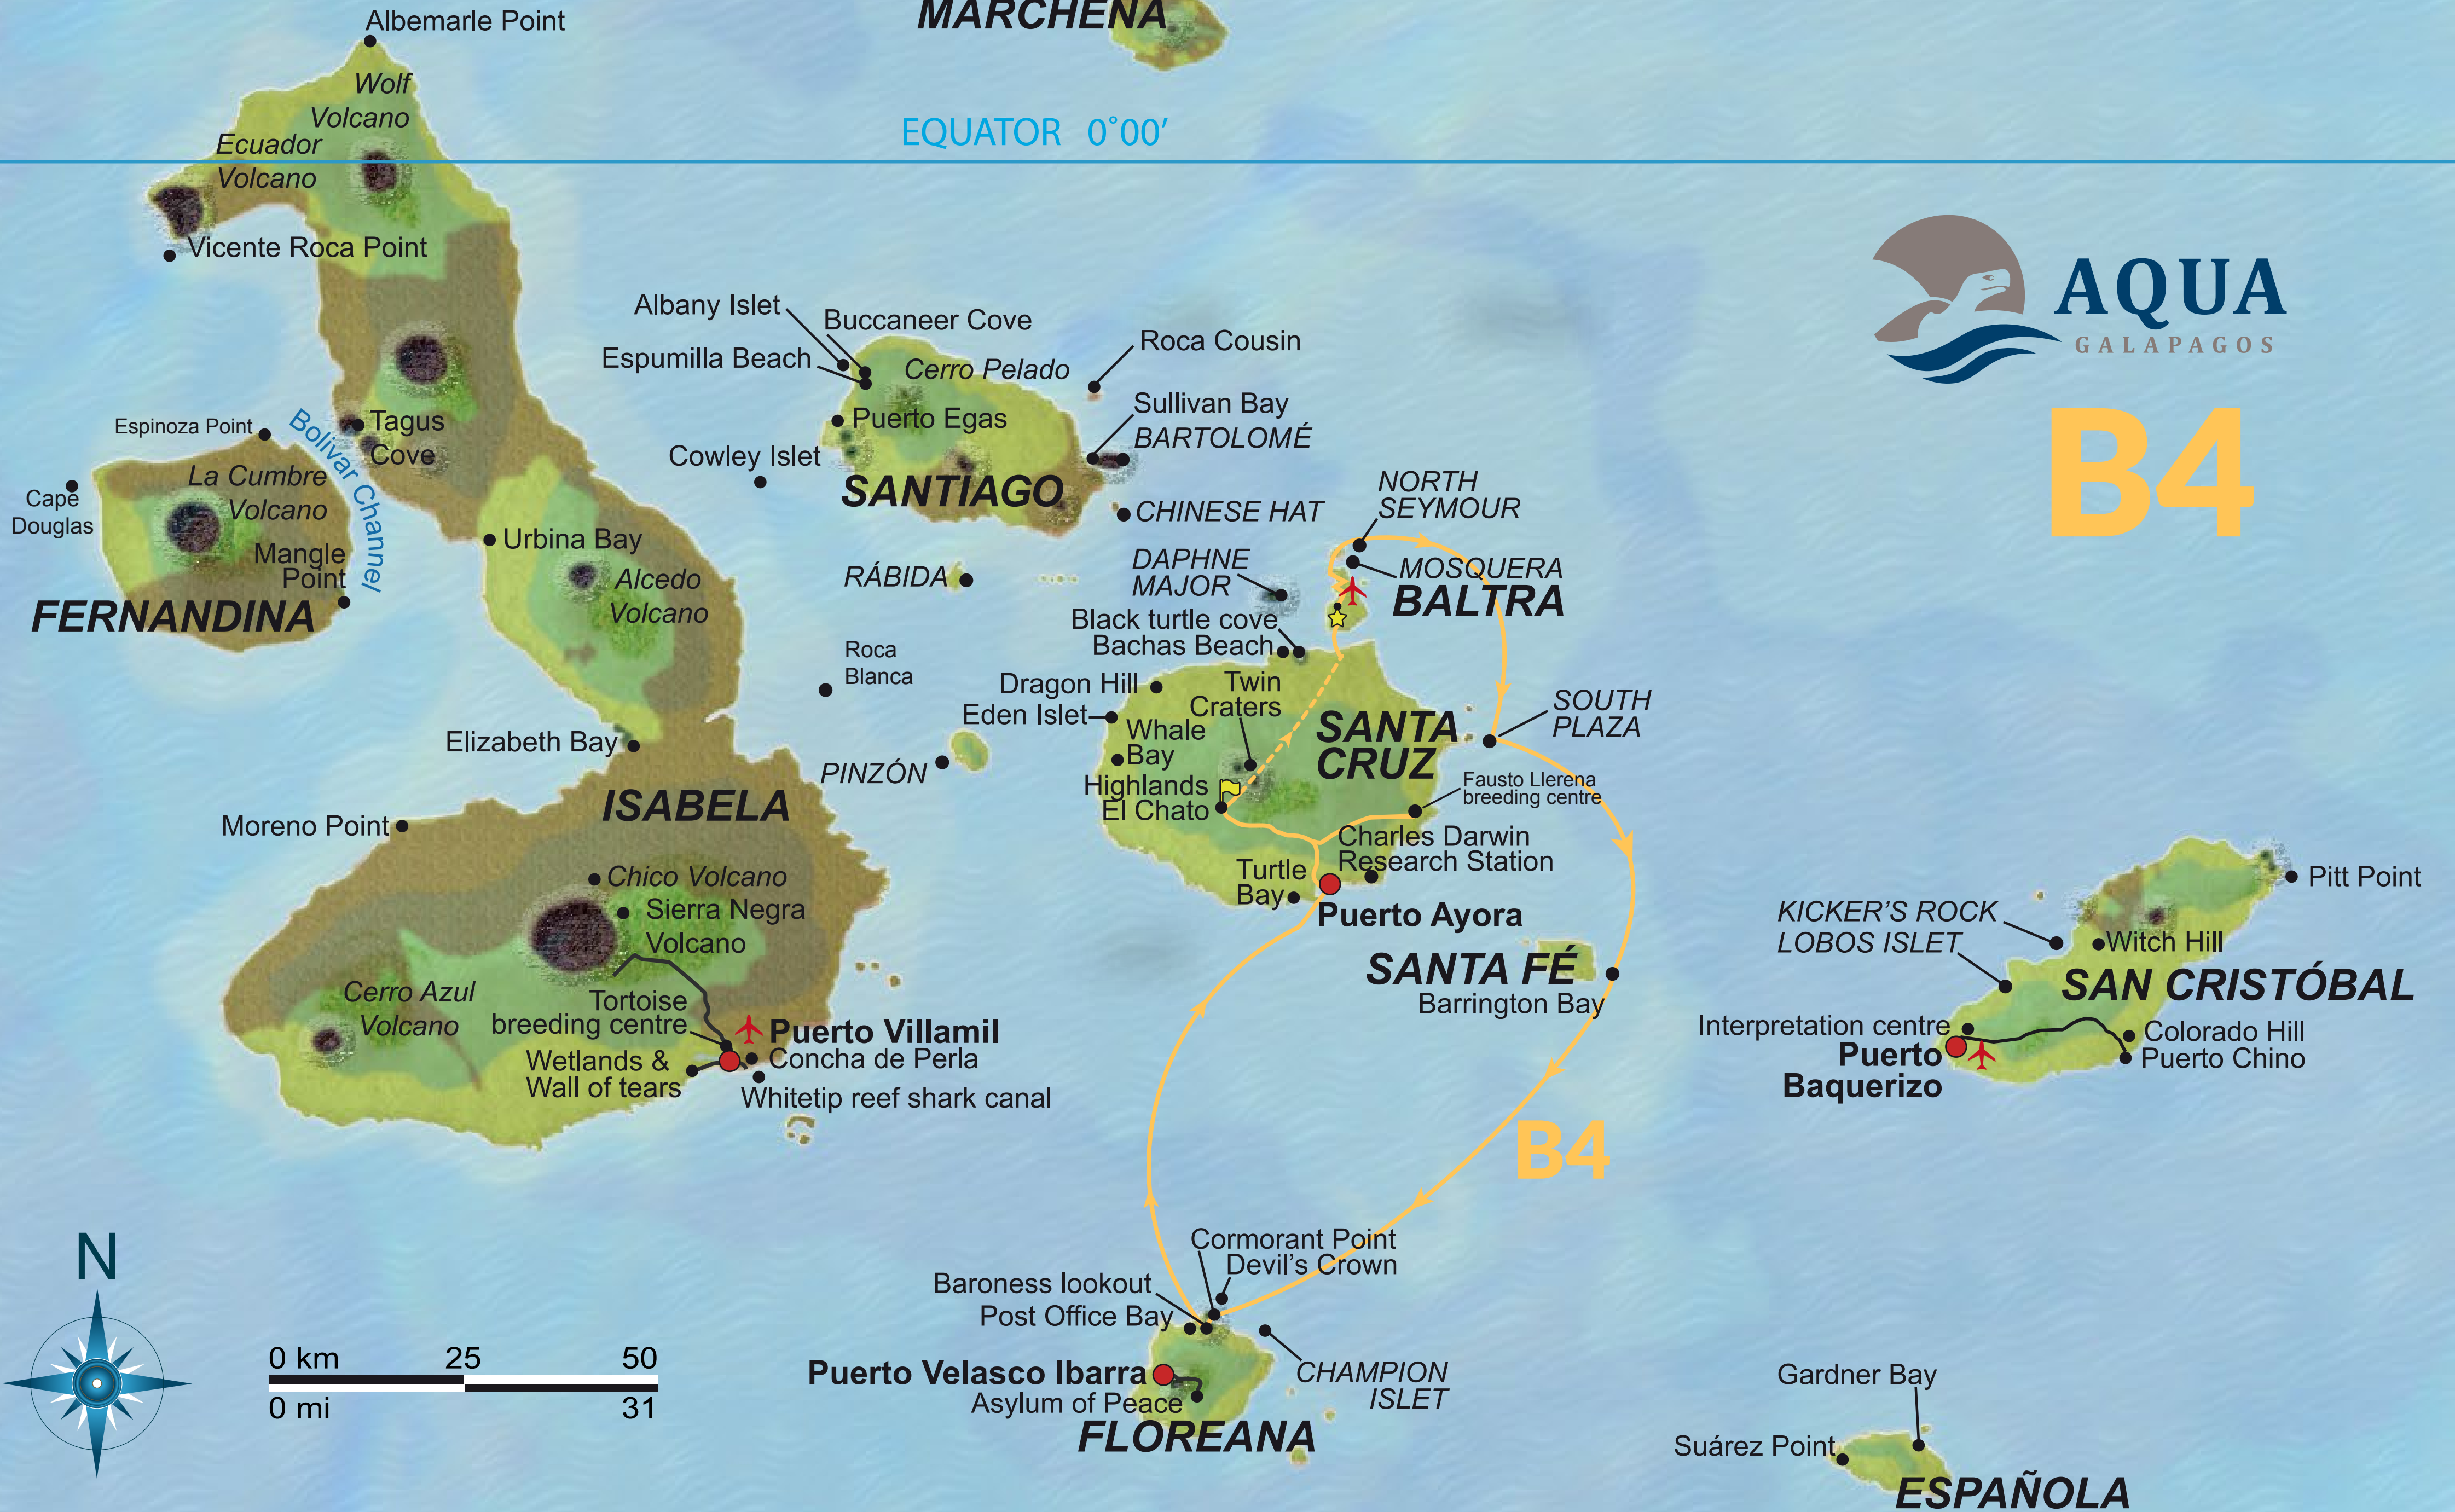 MARCHENA
Albemarle Point
Wolf
Volcano
EQUATOR 0°00’
Ecuador
Volcano
Vicente Roca Point
AQUA
GALAPAGOS
B4
Albany Islet
Buccaneer Cove
Espumilla Beach
Cerro Pelado
Roca Cousin
Puerto Egas
Sullivan Bay
BARTOLOMÉ
Cowley Islet
SANTIAGO
CHINESE HAT
Espinoza Point
Bolivar Channel
Tagus
Cove
Cape
Douglas
La Cumbre
Volcano
Mangle
Point
FERNANDINA
Urbina Bay
Alcedo
Volcano
RÁBIDA
NORTH
SEYMOUR
DAPHNE
MAJOR
MOSQUERA
BALTRA
Black turtle cove
Bachas Beach
Roca
Blanca
Dragon Hill
Eden Islet
Twin
Craters
Whale
Bay
SANTA
CRUZ
SOUTH
PLAZA
Elizabeth Bay
PINZÓN
Highlands
El Chato
Fausto Llerena
breeding centre
ISABELA
Moreno Point
Charles Darwin
Research Station
Turtle
Bay
Puerto Ayora
Chico Volcano
Sierra Negra
Volcano
Pitt Point
KICKER’S ROCK
LOBOS ISLET
Witch Hill
SAN CRISTÓBAL
SANTA FÉ
Barrington Bay
Cerro Azul
Volcano
Tortoise
breeding centre
Puerto Villamil
Concha de Perla
Wetlands &
Wall of tears
Whitetip reef shark canal
Interpretation centre
Puerto
Baquerizo
Colorado Hill
Puerto Chino
B4
N
Cormorant Point
Devil’s Crown
Baroness lookout
Post Office Bay
0 km 25 50
0 mi 31
Puerto Velasco Ibarra
Asylum of Peace
CHAMPION
ISLET
FLOREANA
Gardner Bay
Suárez Point
ESPAÑOLA